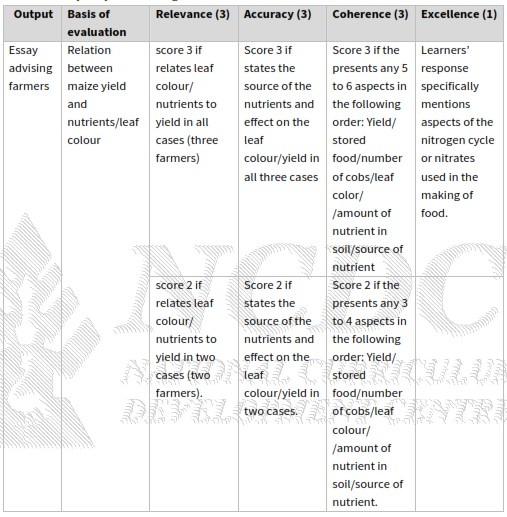 Output
Basis of
evaluation
Relevance (3)
Accuracy (3)
Coherence (3)
Excellence (1)
Essay
advising
farmers
Relation
between
maize yield
and
nutrients/leaf
colour
score 3 if
relates leaf
colour/
nutrients to
yield in all
cases (three
farmers)
Score 3 if
states the
source of the
nutrients and
effect on the
leaf
colour/yield in
all three cases
Score 3 if the
presents any 5
to 6 aspects in
the following
order: Yield/
stored
food/number
of cobs/leaf
color/
/amount of
nutrient in
soil/source of
nutrient
Learners’
response
specifically
mentions
aspects of the
nitrogen cycle
or nitrates
used in the
making of
food.
score 2 if
relates leaf
colour/
nutrients to
yield in two
cases (two
farmers).
Score 2 if
states the
source of the
nutrients and
effect on the
leaf
colour/yield in
two cases.
Score 2 if the
presents any 3
to 4 aspects in
the following
order: Yield/
stored
food/number
of cobs/leaf
colour/
/amount of
nutrient in
soil/source of
nutrient.
NCDC
NATIONAL CURRICULUM
DEVELOPMENT CENTRE